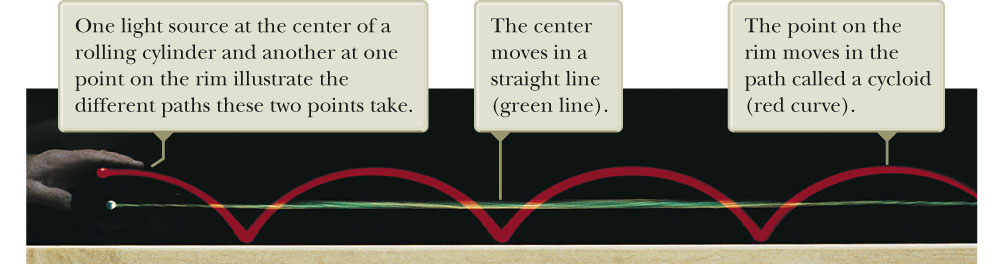 One light source at the center of a
rolling cylinder and another at one
point on the rim illustrate the
different paths these two points take.
The center
moves in a
straight line
(green line).
The point on the
rim moves in the
path called a cycloid
(red curve).